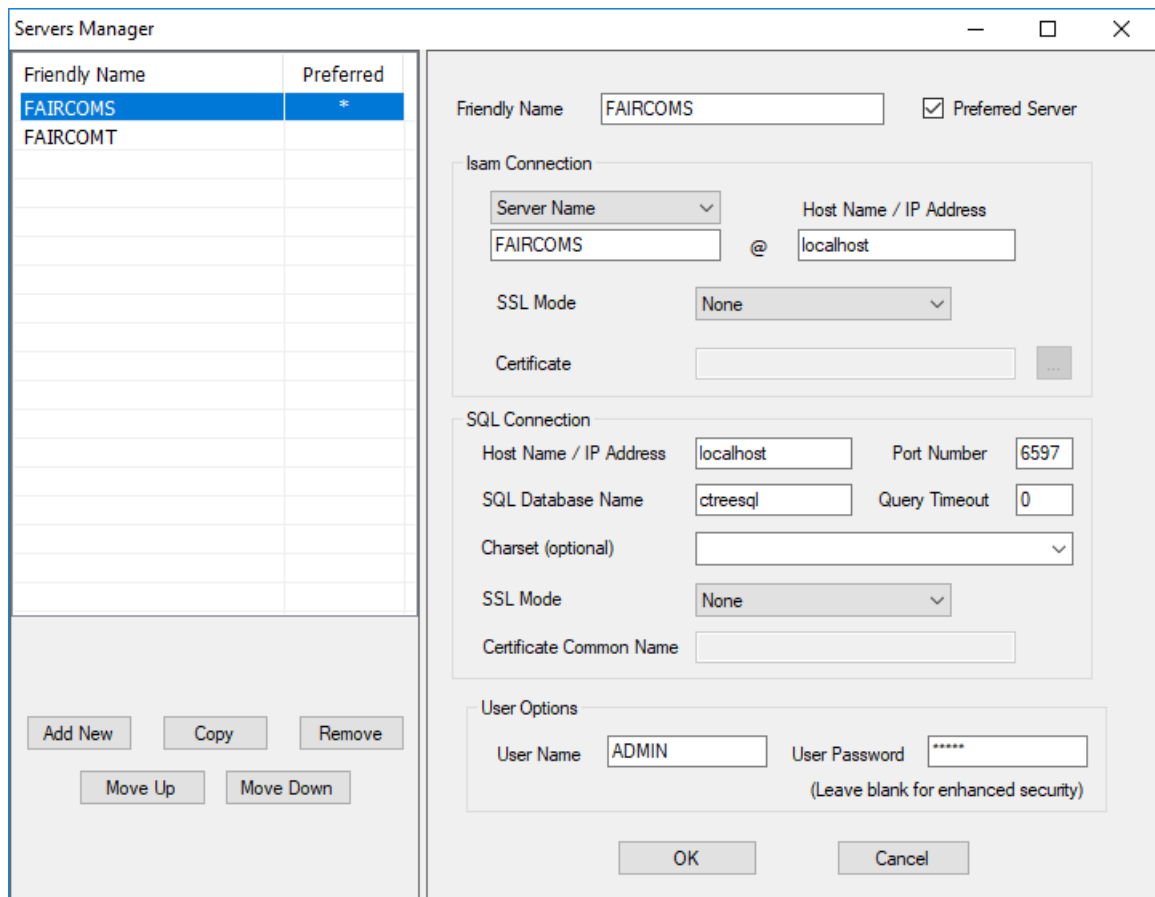 Servers Manager
Friendly Name Preferred
FAIRCOMS *
FAIRCOMT
Add New Copy Remove
Move Up Move Down
Friendly Name FAIRCOMS Preferred Server
Isam Connection
Server Name Host Name / IP Address
FAIRCOMS @ localhost
SSL Mode None
Certificate ...
SQL Connection
Host Name / IP Address localhost Port Number 6597
SQL Database Name ctreesql Query Timeout 0
Charset (optional)
SSL Mode None
Certificate Common Name
User Options
User Name ADMIN User Password *****
(Leave blank for enhanced security)
OK Cancel